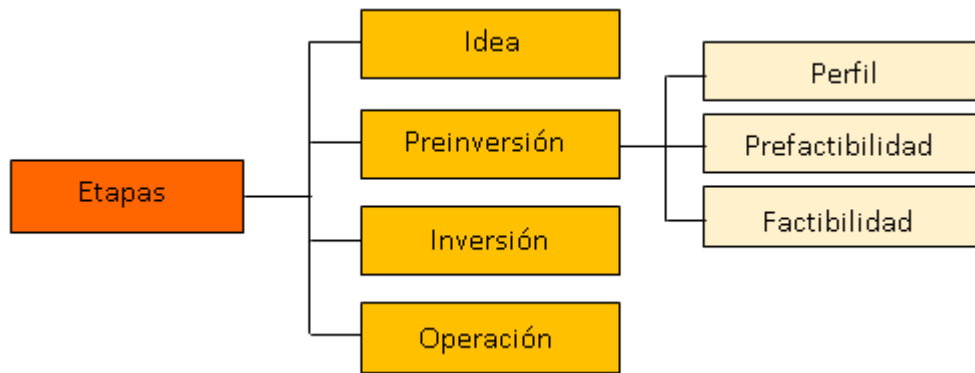 Etapas
Idea
Preinversión
Inversión
Operación
Perfil
Prefactibilidad
Factibilidad